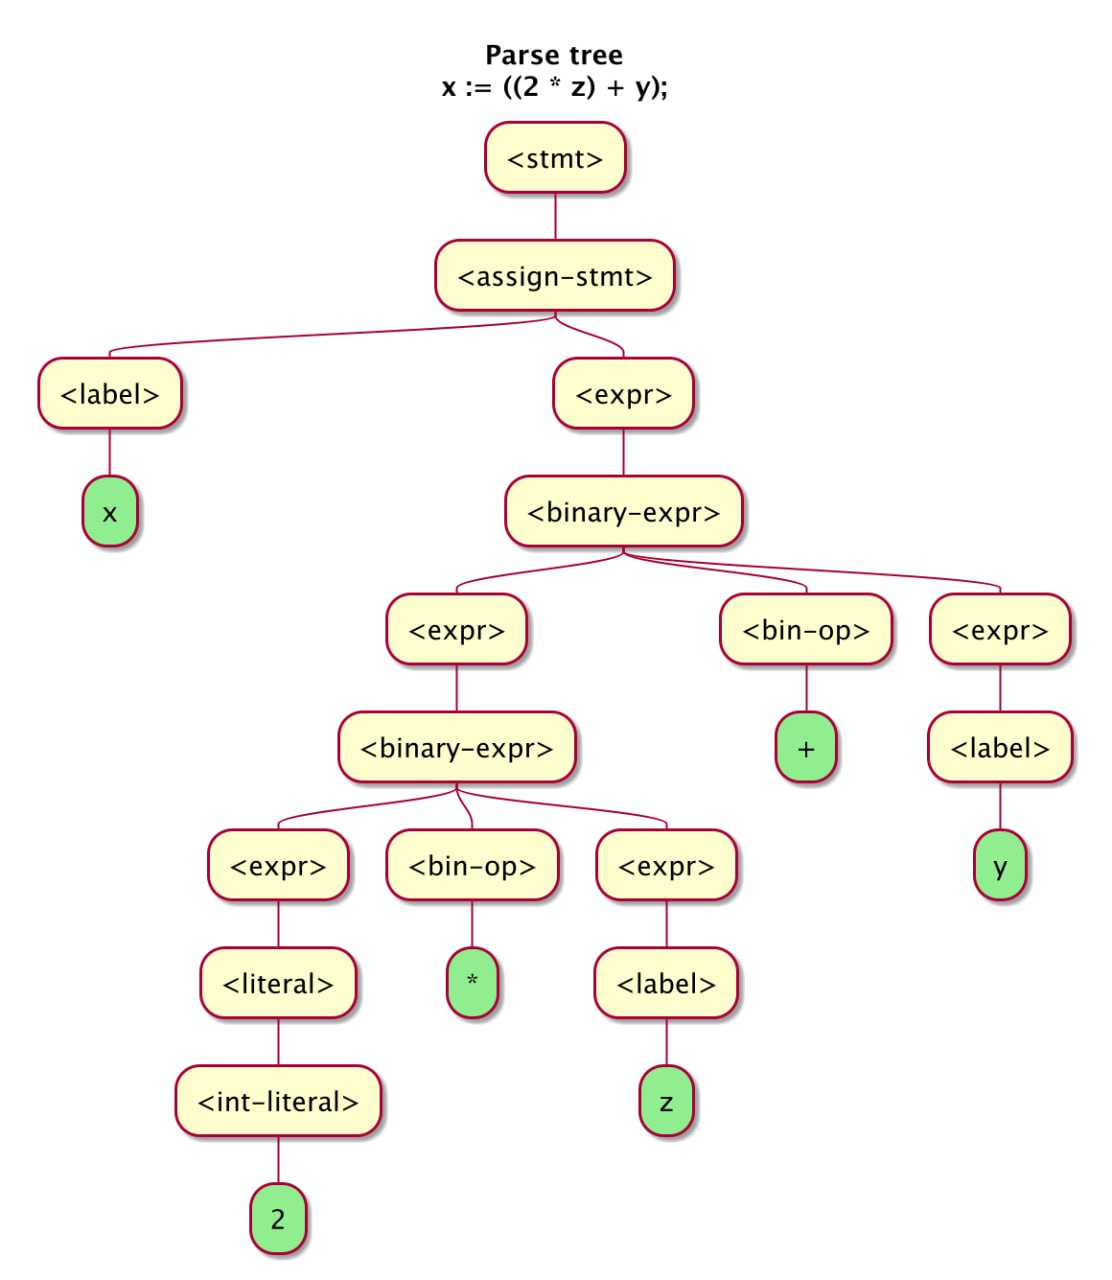 Parse tree
x := ((2 * z) + y);
<stmt>
<assign-stmt>
<label> <expr>
x <binary-expr>
<expr> <bin-op> <expr>
<binary-expr> + <label>
<expr> <bin-op> <expr> y
<literal> * <label>
<int-literal> z
2